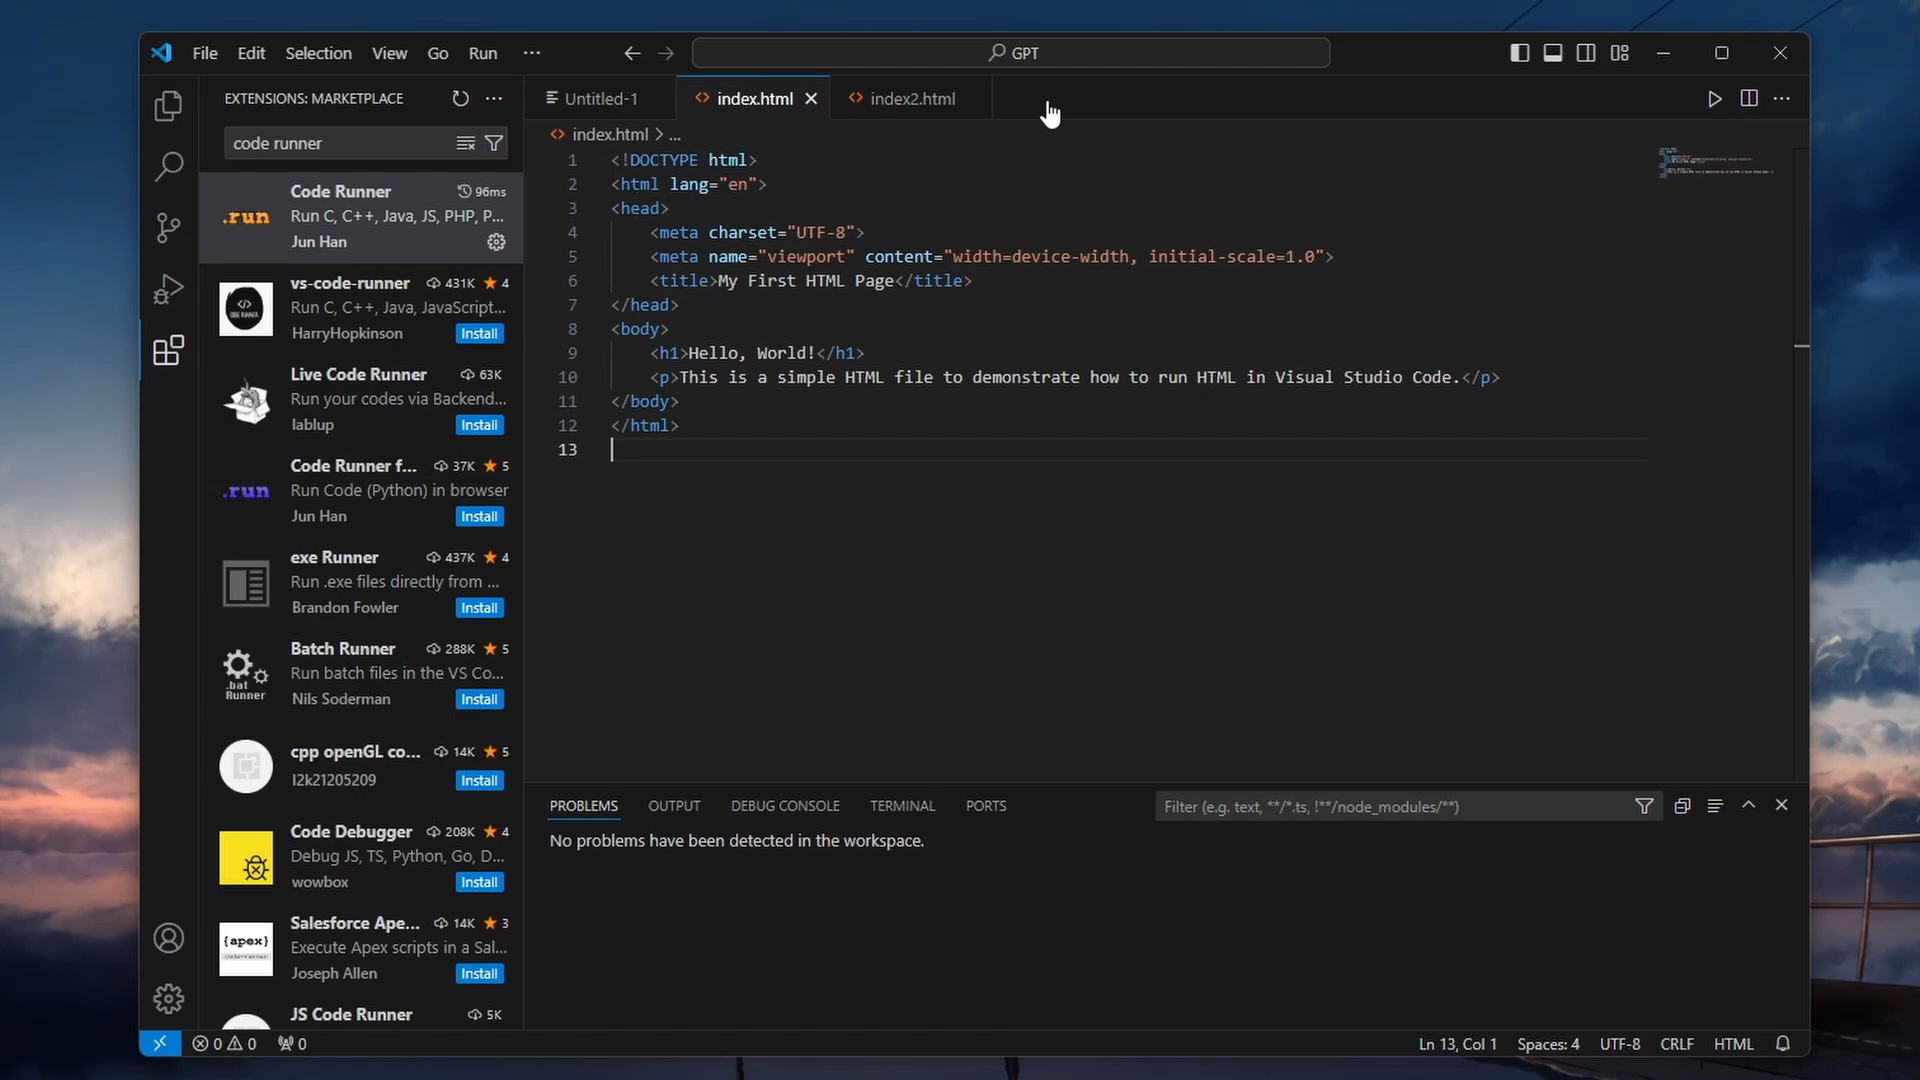 File Edit Selection View Go Run ···
GPT
EXTENSIONS: MARKETPLACE
code runner
Code Runner 96ms
Run C, C++, Java, JS, PHP, P...
Jun Han
.run
vs-code-runner 431K ★ 4
Run C, C++, Java, JavaScript...
HarryHopkinson Install
Live Code Runner 63K
Run your codes via Backend...
lablup Install
Code Runner f... 37K ★ 5
Run Code (Python) in browser
Jun Han Install
.run
exe Runner 437K ★ 4
Run .exe files directly from ...
Brandon Fowler Install
Batch Runner 288K ★ 5
Run batch files in the VS Co...
Nils Soderman Install
.bat
Runner
cpp openGL co... 14K ★ 5
l2k21205209 Install
Code Debugger 208K ★ 4
Debug JS, TS, Python, Go, D...
wowbox Install
Salesforce Ape... 14K ★ 3
Execute Apex scripts in a Sal...
Joseph Allen Install
{apex}
JS Code Runner 5K
Untitled-1 index.html index2.html
index.html > ...
1 <!DOCTYPE html>
2 <html lang="en">
3 <head>
4 <meta charset="UTF-8">
5 <meta name="viewport" content="width=device-width, initial-scale=1.0">
6 <title>My First HTML Page</title>
7 </head>
8 <body>
9 <h1>Hello, World!</h1>
10 <p>This is a simple HTML file to demonstrate how to run HTML in Visual Studio Code.</p>
11 </body>
12 </html>
13
PROBLEMS OUTPUT DEBUG CONSOLE TERMINAL PORTS
Filter (e.g. text, **/*.ts, !**/node_modules/**)
No problems have been detected in the workspace.
0 0 0
Ln 13, Col 1 Spaces: 4 UTF-8 CRLF HTML